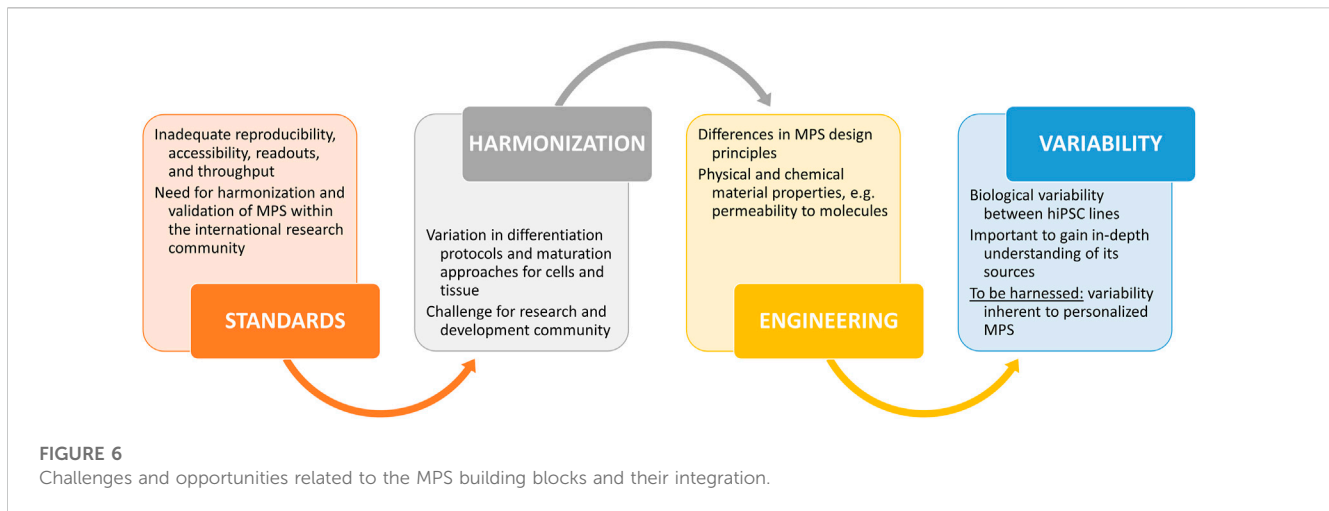 Inadequate reproducibility,
accessibility, readouts,
and throughput
Need for harmonization and
validation of MPS within
the international research
community
STANDARDS
HARMONIZATION
Variation in differentiation
protocols and maturation
approaches for cells and
tissue
Challenge for research and
development community
Differences in MPS design
principles
Physical and chemical
material properties, e.g.
permeability to molecules
ENGINEERING
VARIABILITY
Biological variability
between hiPSC lines
Important to gain in-depth
understanding of its
sources
To be harnessed: variability
inherent to personalized
MPS
FIGURE 6
Challenges and opportunities related to the MPS building blocks and their integration.